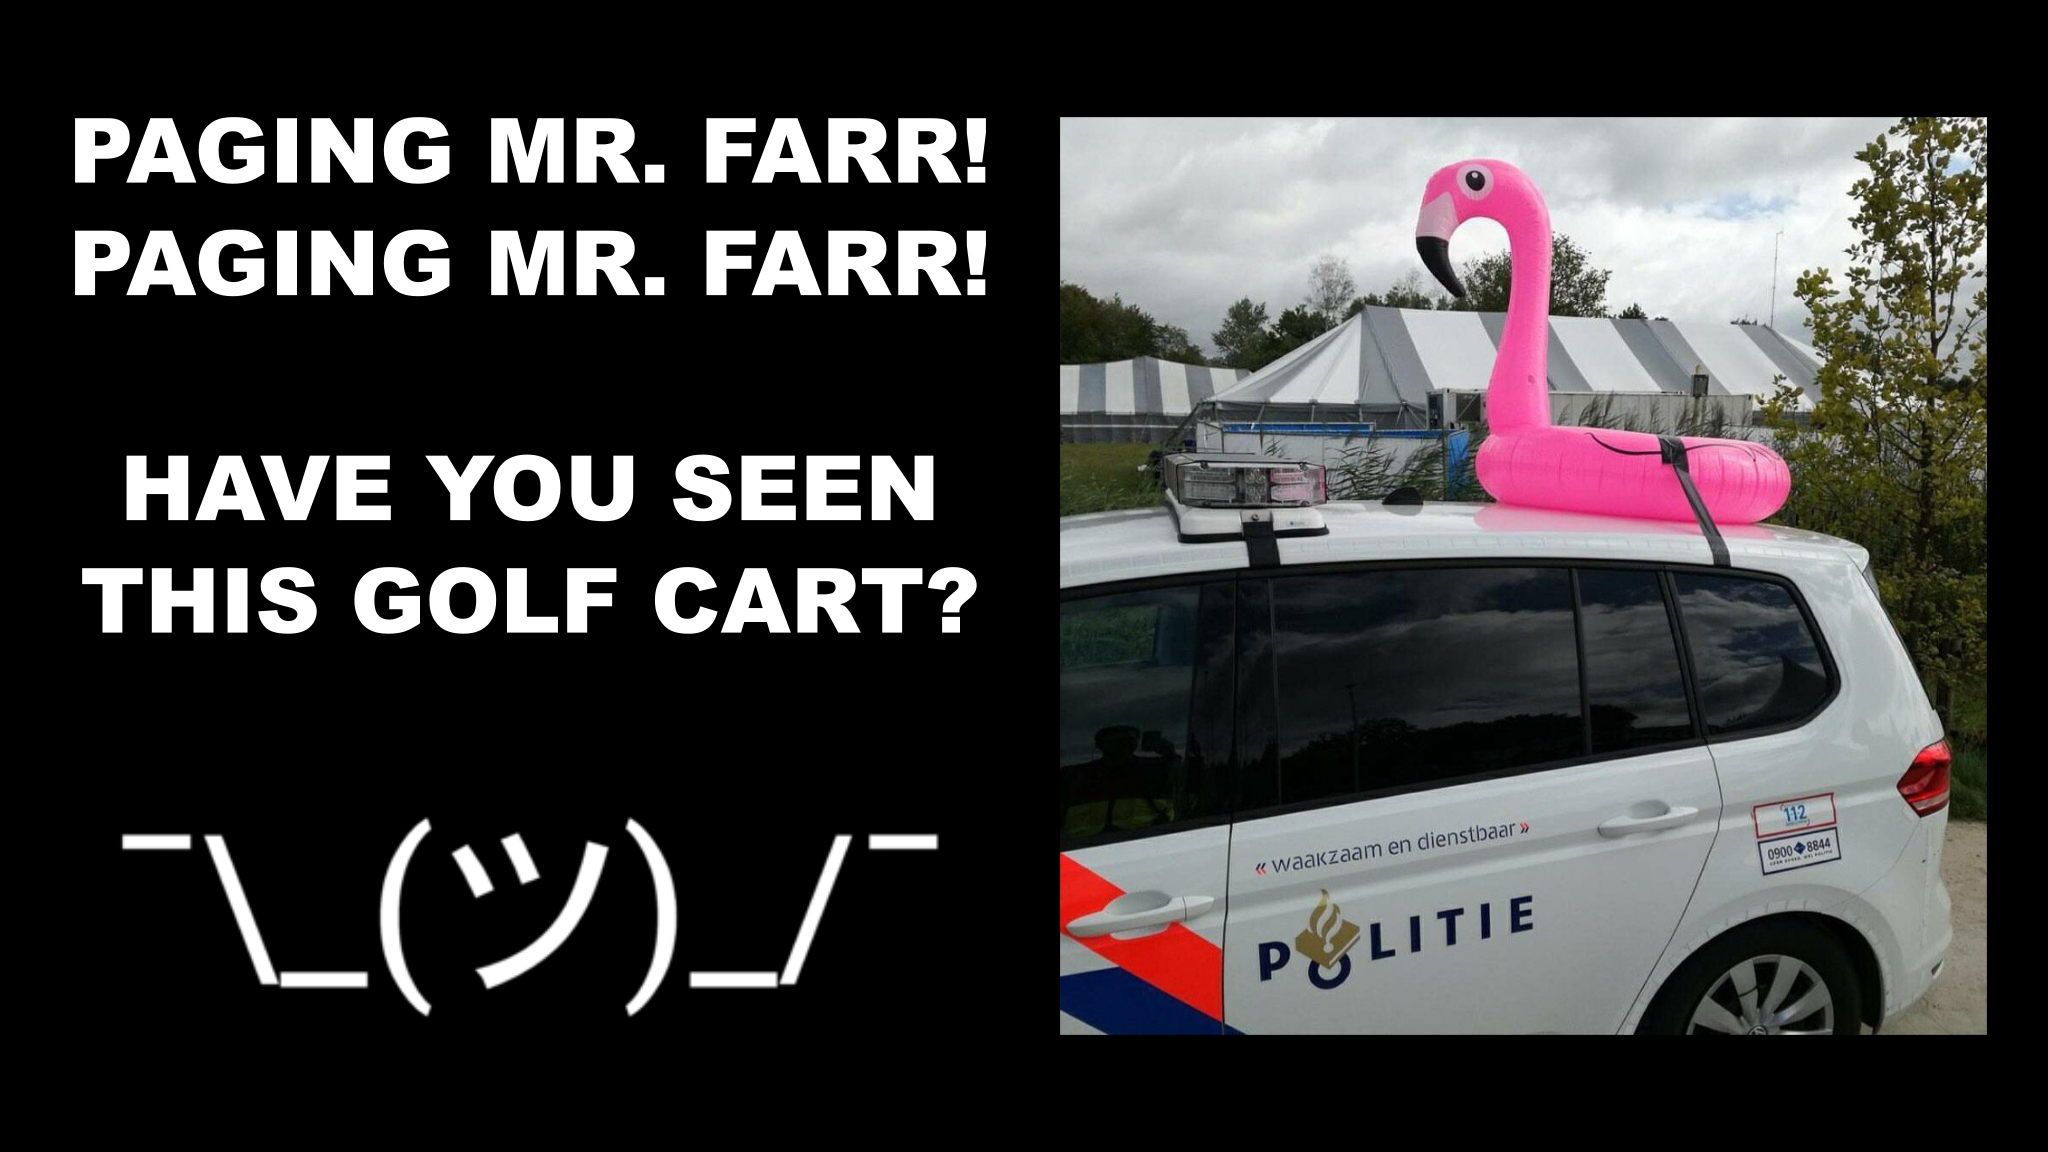 PAGING MR. FARR!
PAGING MR. FARR!
HAVE YOU SEEN
THIS GOLF CART?
¯\_(ツ)_/¯
« waakzaam en dienstbaar »
POLITIE
112
0900 8844